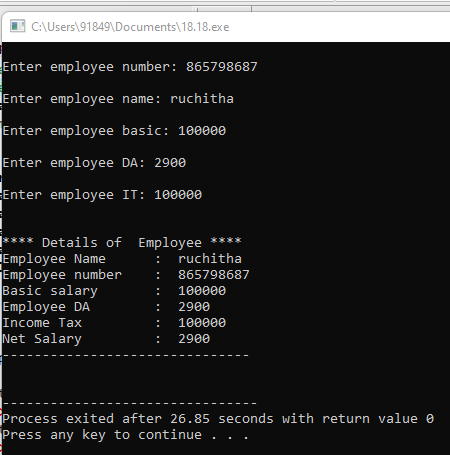 C:\Users\91849\Documents\18.18.exe
Enter employee number: 865798687
Enter employee name: ruchitha
Enter employee basic: 100000
Enter employee DA: 2900
Enter employee IT: 100000
**** Details of  Employee ****
Employee Name      :  ruchitha
Employee number    :  865798687
Basic salary       :  100000
Employee DA        :  2900
Income Tax         :  100000
Net Salary         :  2900
-------------------------------
--------------------------------
Process exited after 26.85 seconds with return value 0
Press any key to continue . . .